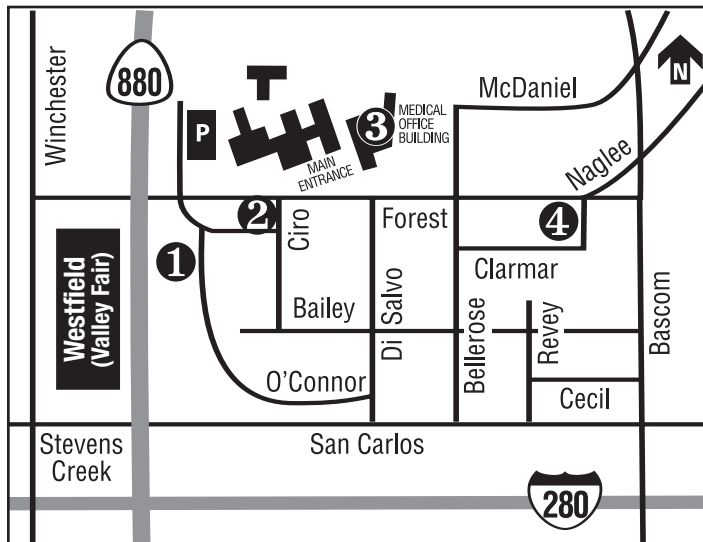 Winchester
880
P
MAIN
ENTRANCE
3
MEDICAL
OFFICE
BUILDING
McDaniel
N
Naglee
2
Ciro
Forest
4
1
Westfield
(Valley Fair)
Clarmar
Bailey
Di Salvo
Bellerose
Revey
Bascom
O'Connor
Cecil
Stevens
Creek
San Carlos
280